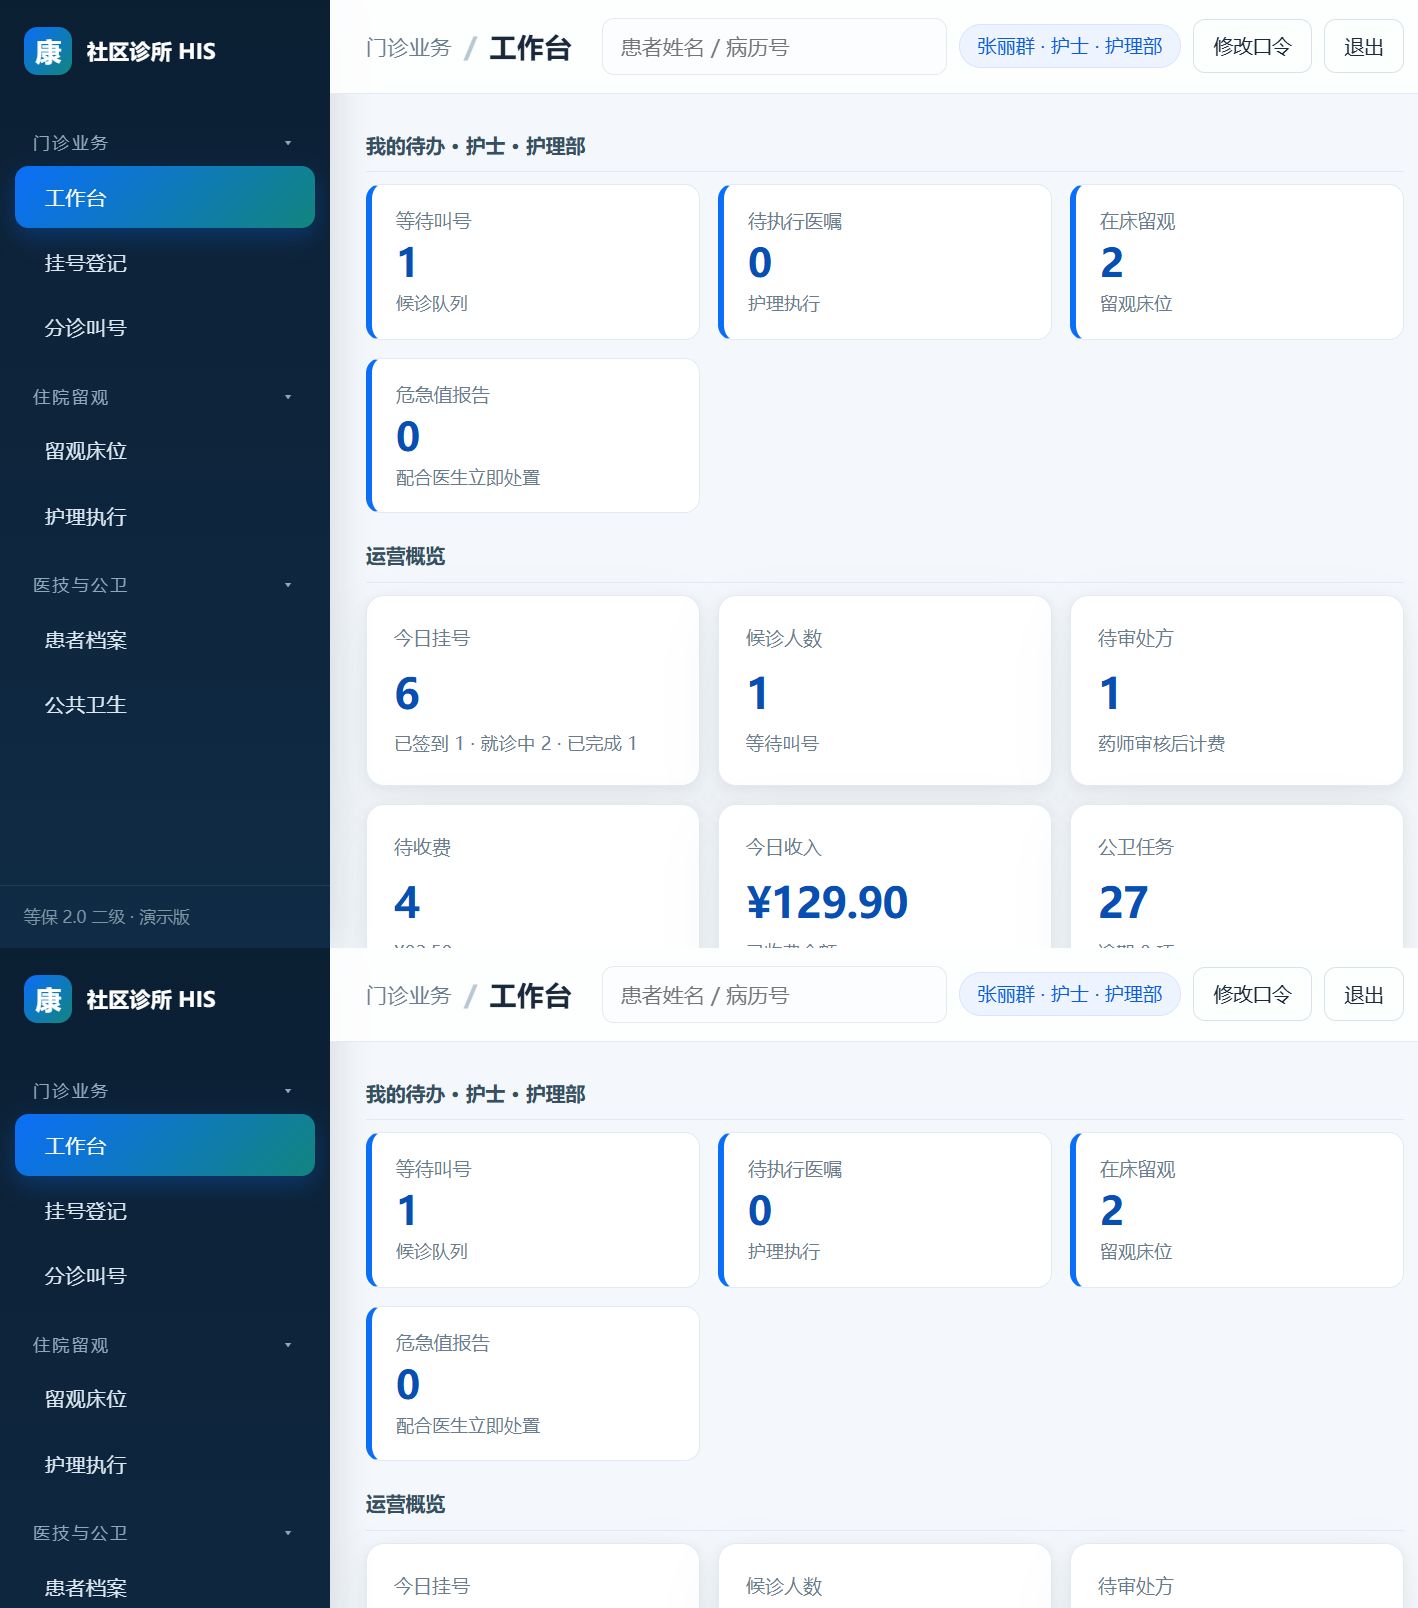 康 社区诊所 HIS
门诊业务
工作台
挂号登记
分诊叫号
住院留观
留观床位
护理执行
医技与公卫
患者档案
公共卫生
等保 2.0 二级 · 演示版
门诊业务 / 工作台
患者姓名 / 病历号
张丽群 · 护士 · 护理部
修改口令
退出
我的待办 · 护士 · 护理部
等待叫号
1
候诊队列
待执行医嘱
0
护理执行
在床留观
2
留观床位
危急值报告
0
配合医生立即处置
运营概览
今日挂号
6
已签到 1 · 就诊中 2 · 已完成 1
候诊人数
1
等待叫号
待审处方
1
药师审核后计费
待收费
4
今日收入
¥129.90
公卫任务
27
康 社区诊所 HIS
门诊业务
工作台
挂号登记
分诊叫号
住院留观
留观床位
护理执行
医技与公卫
患者档案
门诊业务 / 工作台
患者姓名 / 病历号
张丽群 · 护士 · 护理部
修改口令
退出
我的待办 · 护士 · 护理部
等待叫号
1
候诊队列
待执行医嘱
0
护理执行
在床留观
2
留观床位
危急值报告
0
配合医生立即处置
运营概览
今日挂号
候诊人数
待审处方